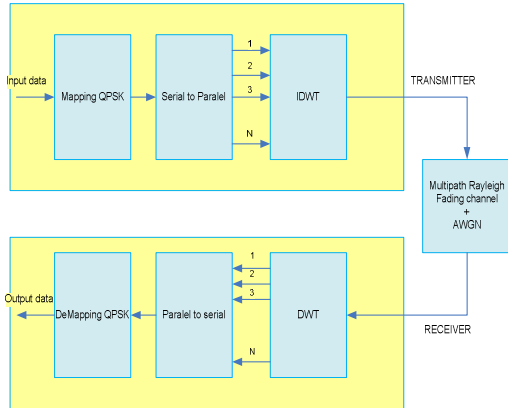 Input data
Mapping QPSK
Serial to Paralel
1
2
3
N
IDWT
TRANSMITTER
Multipath Rayleigh
Fading channel
+
AWGN
RECEIVER
DWT
1
2
3
N
Paralel to serial
DeMapping QPSK
Output data